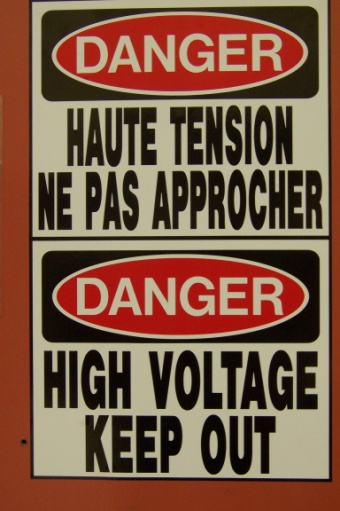 DANGER
HAUTE TENSION
NE PAS APPROCHER
DANGER
HIGH VOLTAGE
KEEP OUT